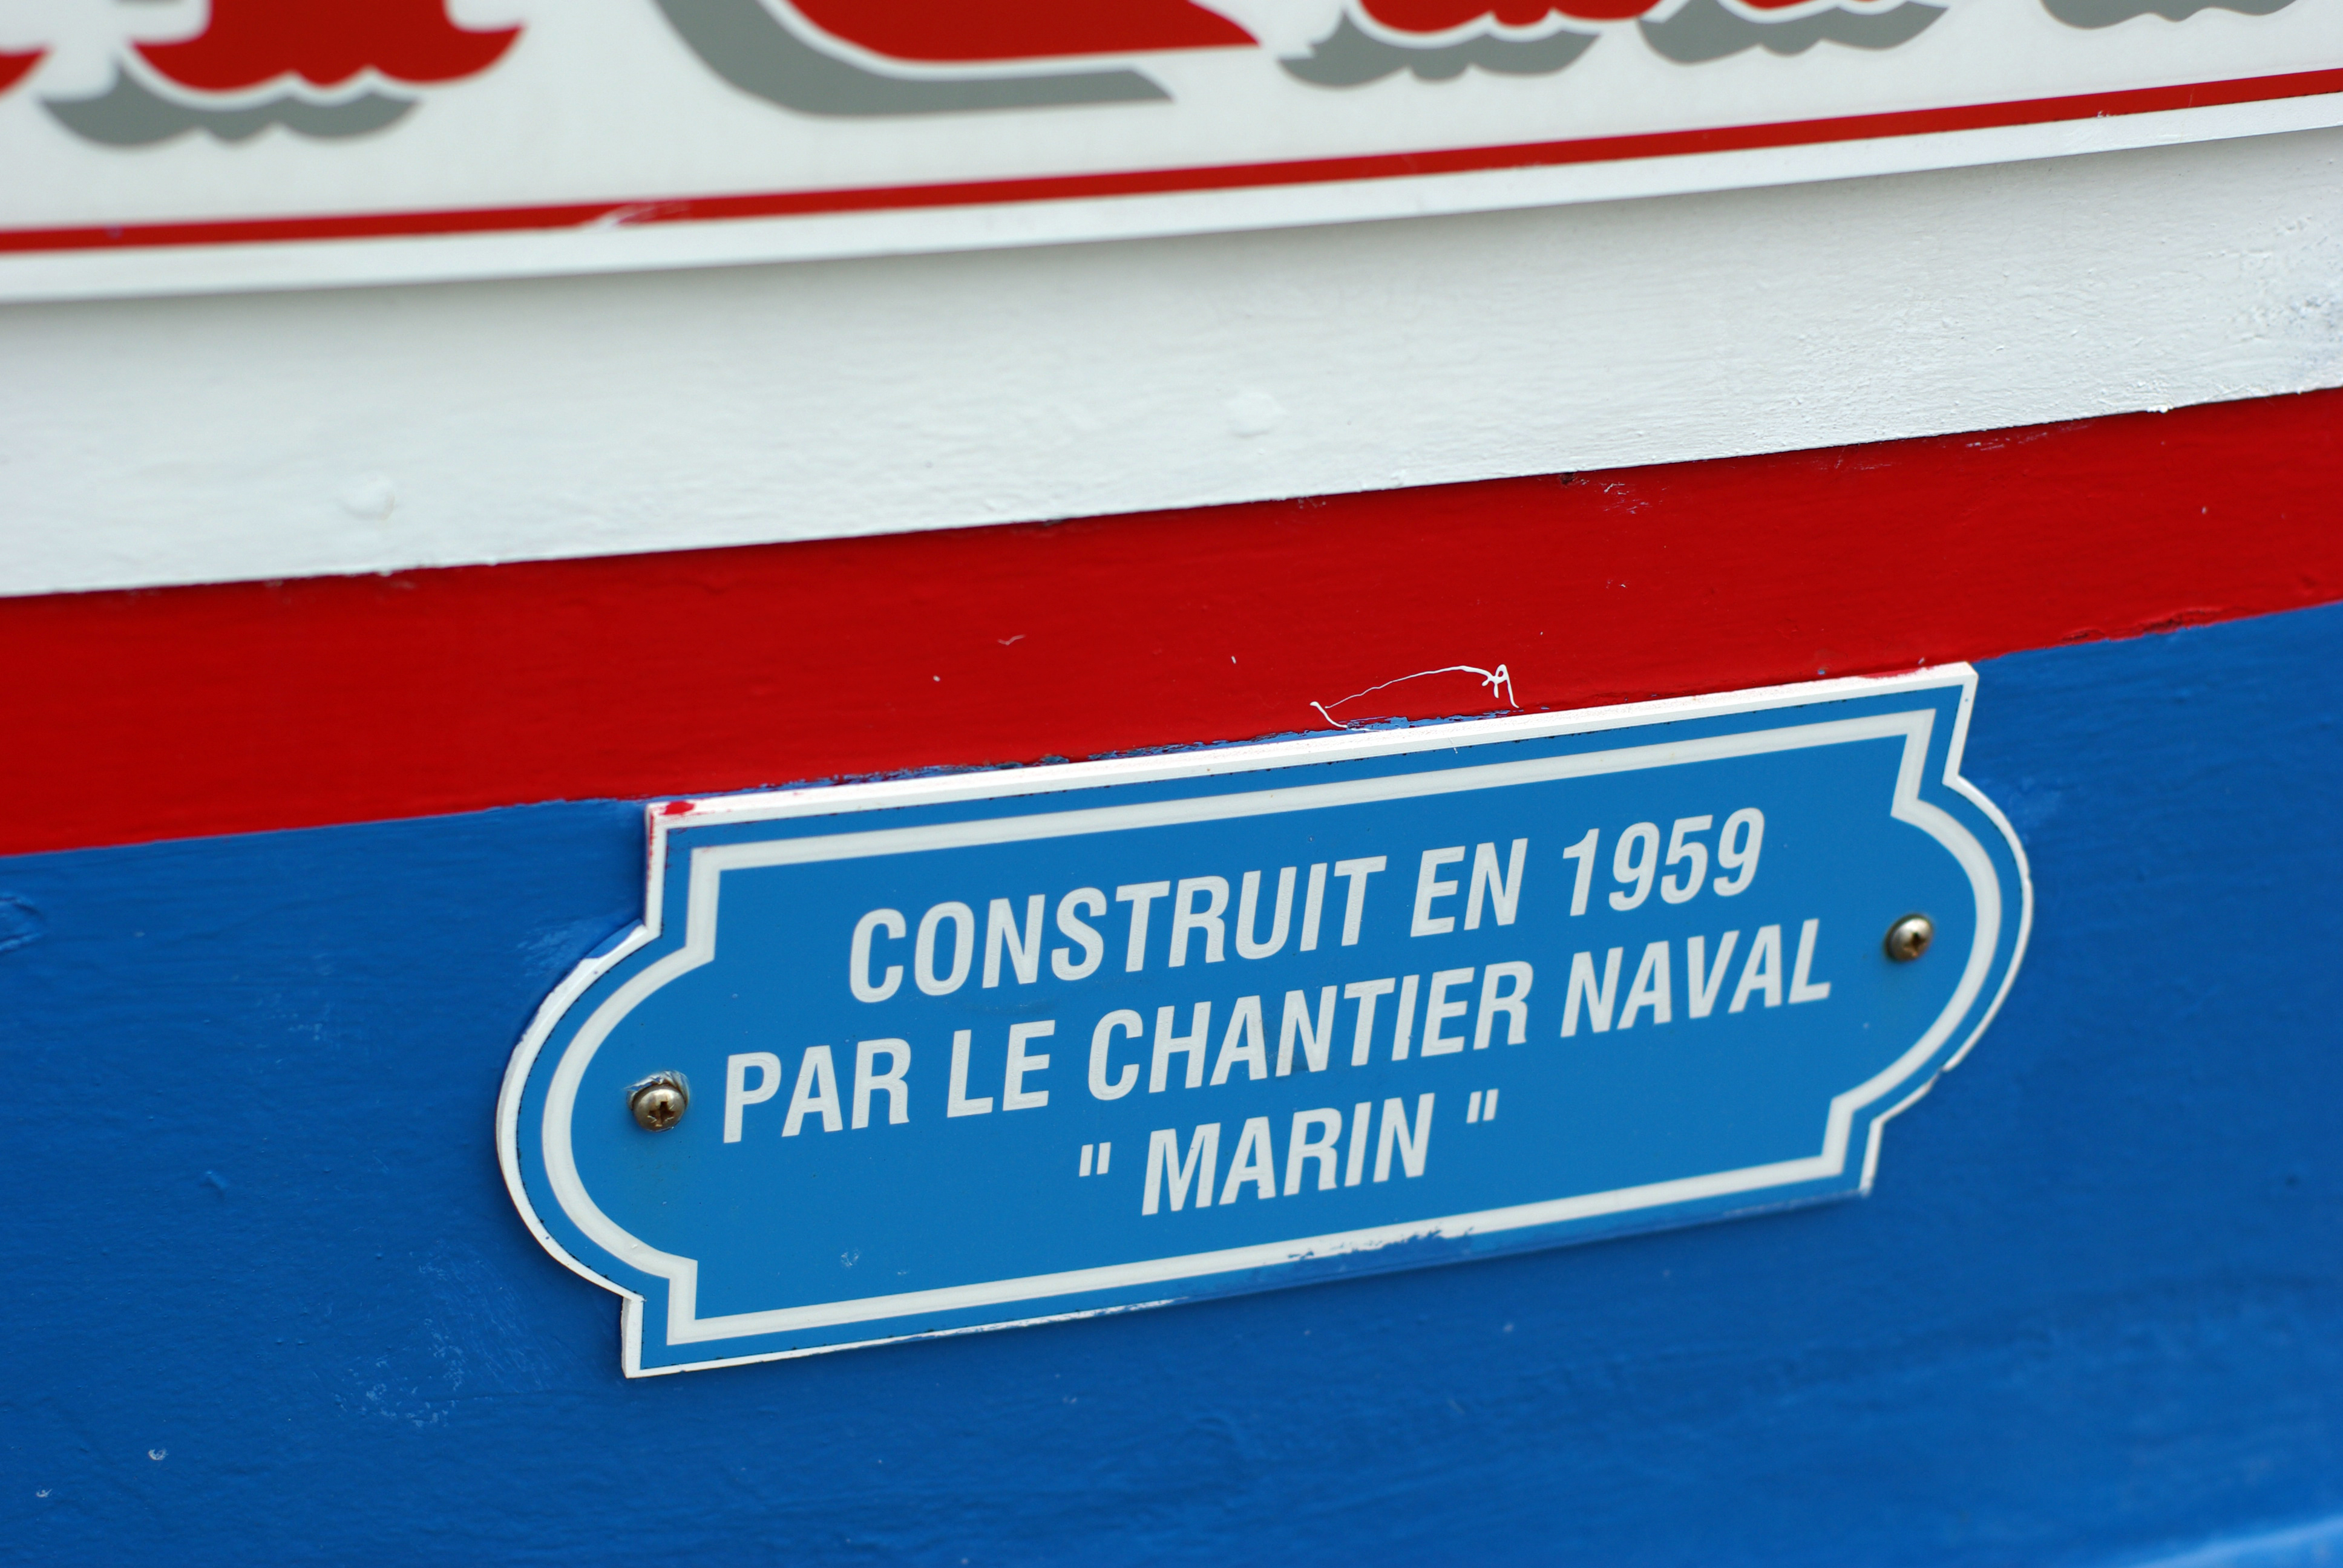 CONSTRUIT EN 1959
PAR LE CHANTIER NAVAL
" MARIN "